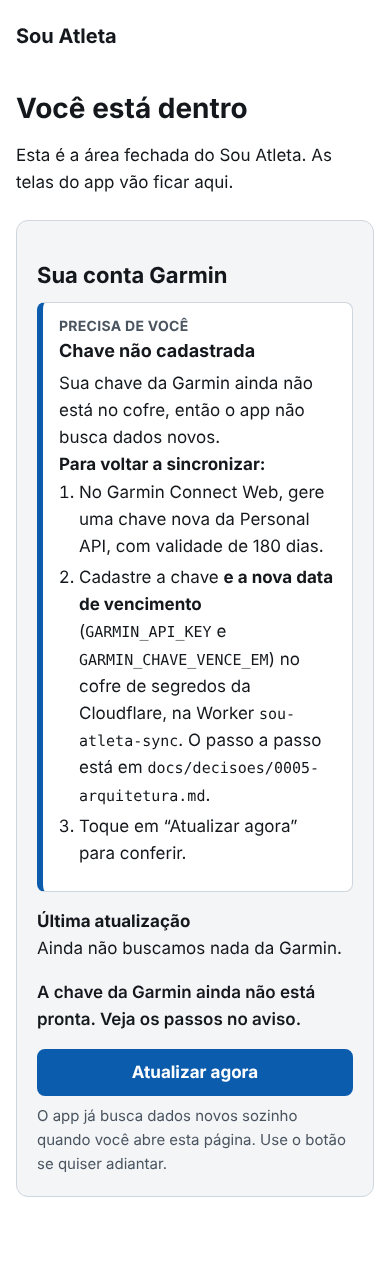 Sou Atleta
Você está dentro
Esta é a área fechada do Sou Atleta. As
telas do app vão ficar aqui.
Sua conta Garmin
PRECISA DE VOCÊ
Chave não cadastrada
Sua chave da Garmin ainda não
está no cofre, então o app não
busca dados novos.
Para voltar a sincronizar:
1. No Garmin Connect Web, gere
uma chave nova da Personal
API, com validade de 180 dias.
2. Cadastre a chave e a nova data
de vencimento
(GARMIN_API_KEY e
GARMIN_CHAVE_VENCE_EM) no
cofre de segredos da
Cloudflare, na Worker sou-
atleta-sync. O passo a passo
está em docs/decisoes/0005-
arquitetura.md.
3. Toque em “Atualizar agora”
para conferir.
Última atualização
Ainda não buscamos nada da Garmin.
A chave da Garmin ainda não está
pronta. Veja os passos no aviso.
Atualizar agora
O app já busca dados novos sozinho
quando você abre esta página. Use o botão
se quiser adiantar.